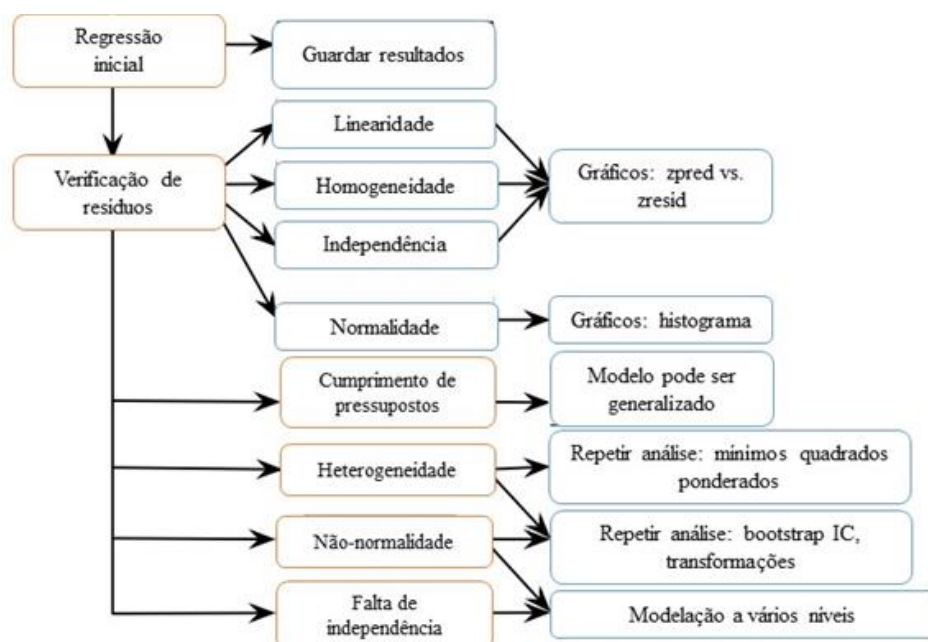 Regressão
inicial
Guardar resultados
Linearidade
Verificação de
resíduos
Homogeneidade
Gráficos: zpred vs.
zresid
Independência
Normalidade
Gráficos: histograma
Cumprimento de
pressupostos
Modelo pode ser
generalizado
Heterogeneidade
Repetir análise: mínimos quadrados
ponderados
Não-normalidade
Repetir análise: bootstrap IC,
transformações
Falta de
independência
Modelação a vários níveis